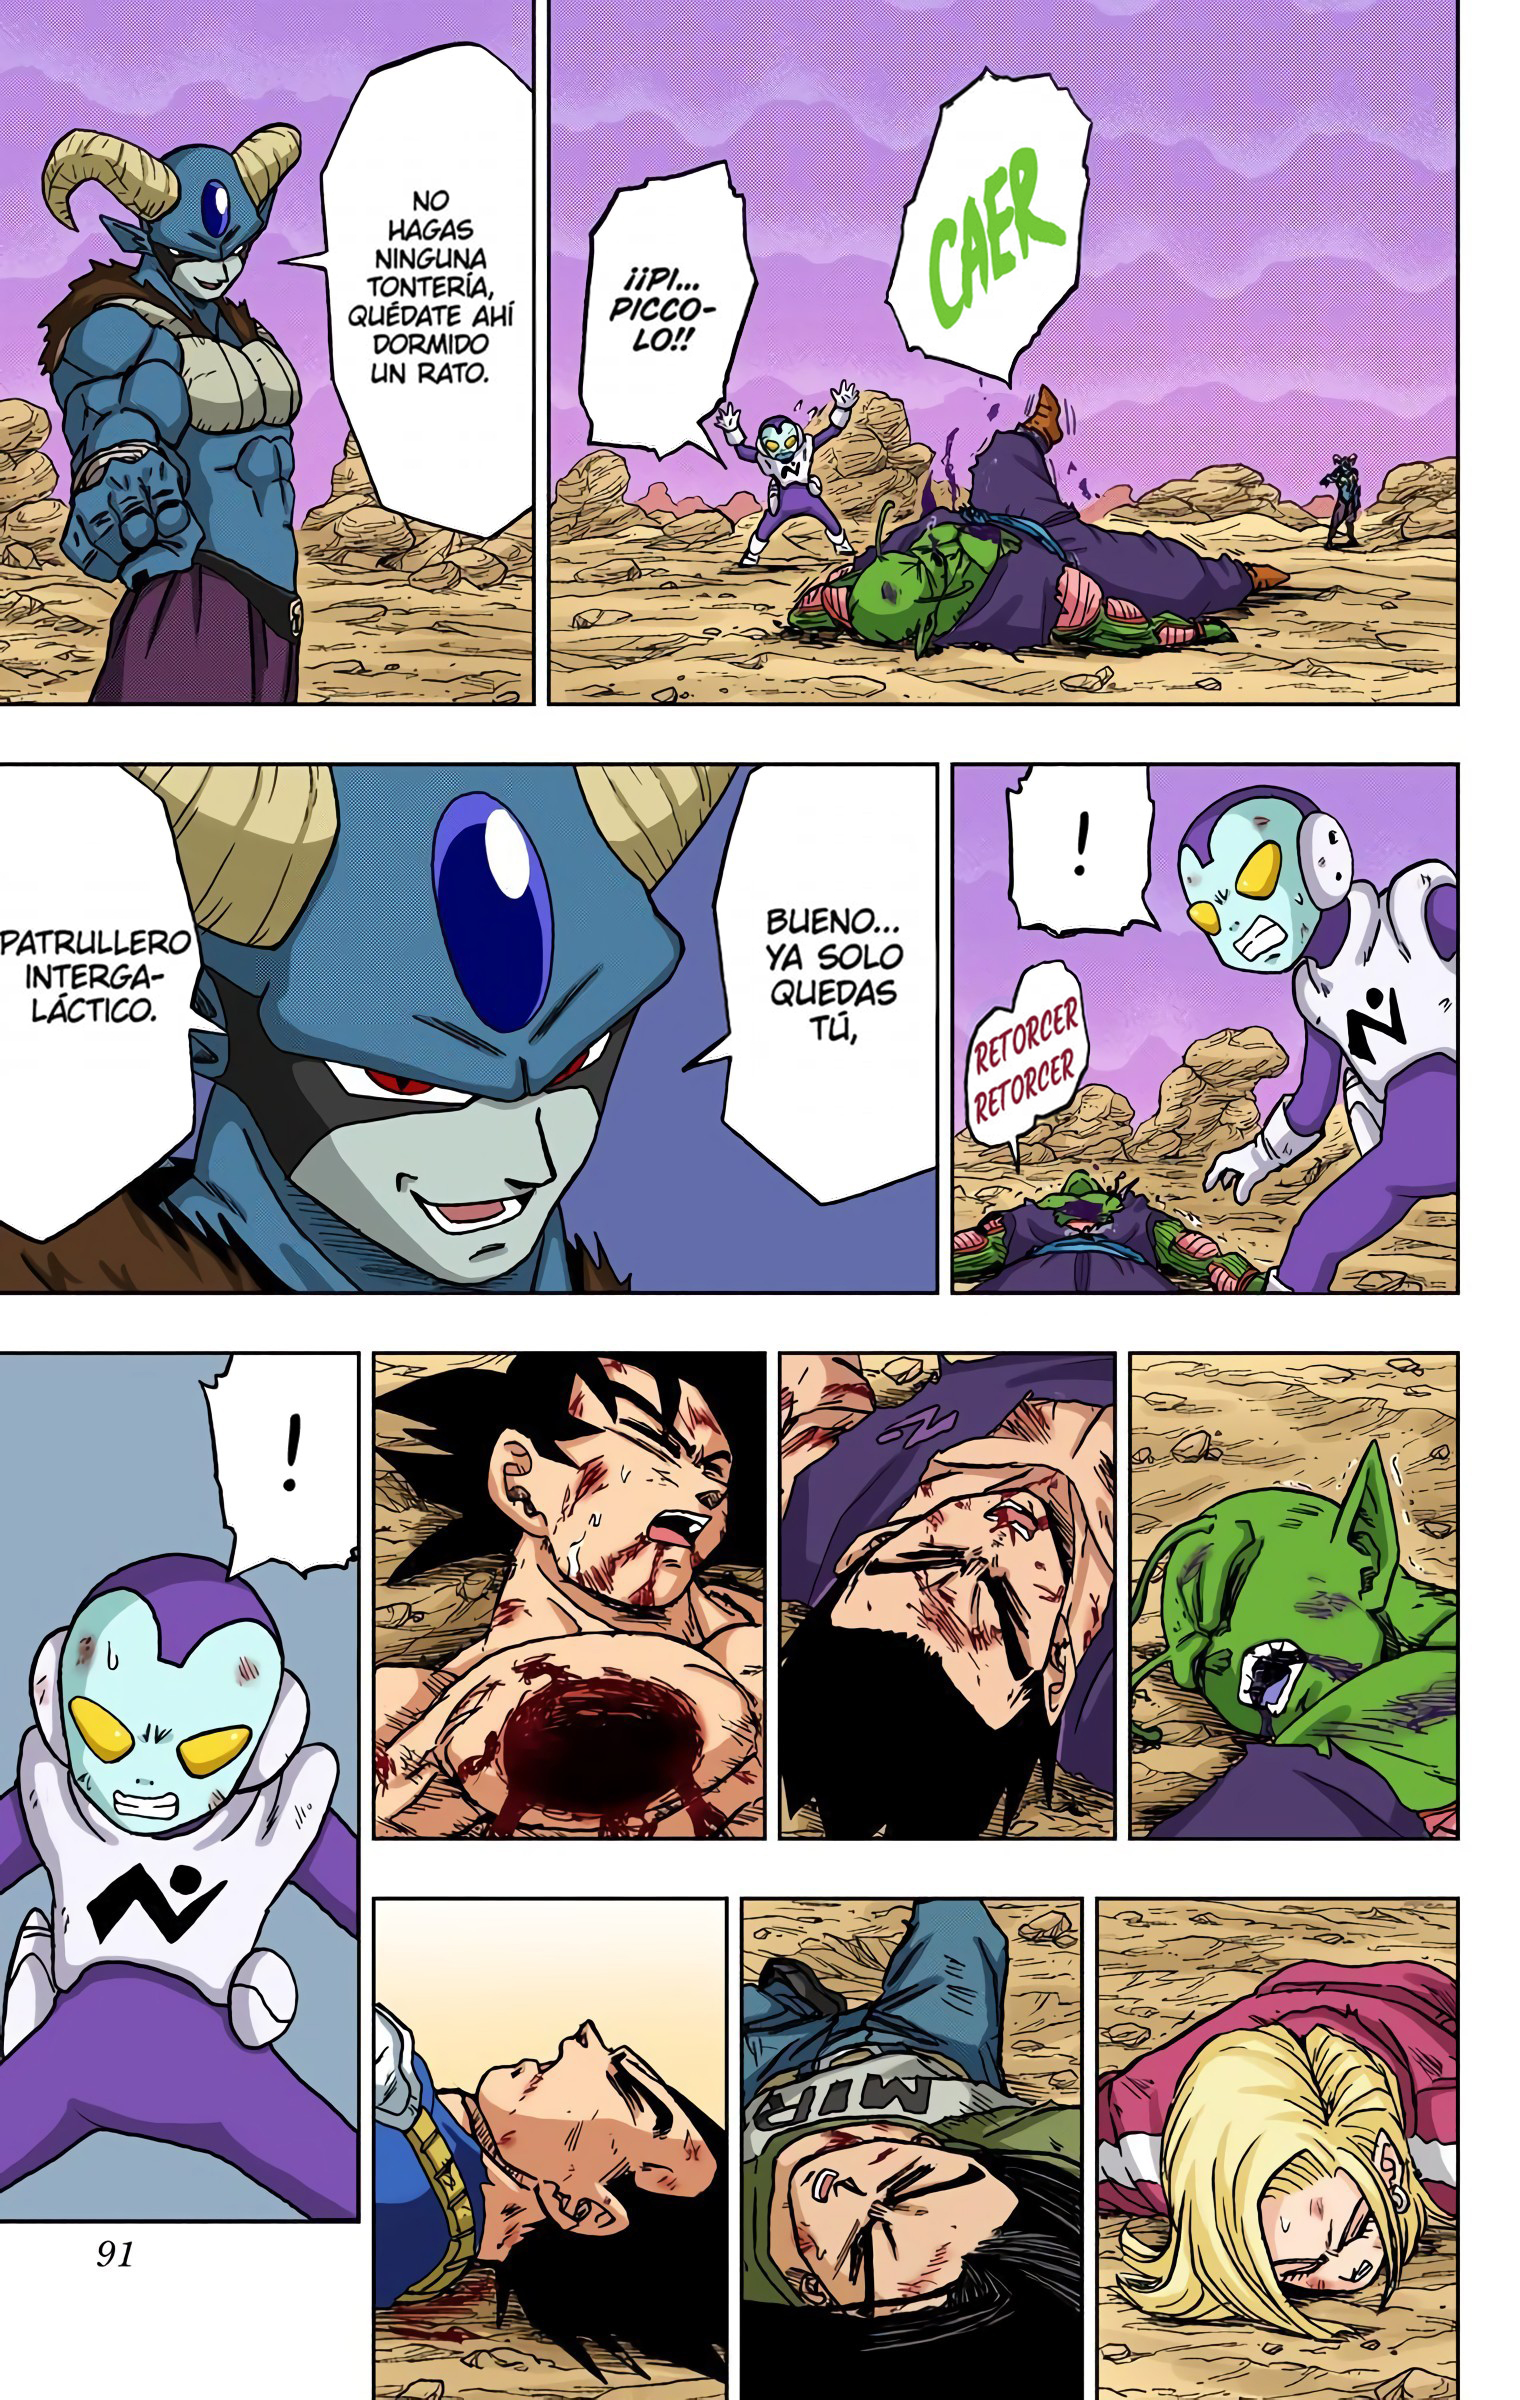 CAER
¡¡PI...
PICCO-
LO!!
NO
HAGAS
NINGUNA
TONTERÍA,
QUÉDATE AHÍ
DORMIDO
UN RATO.
!
RETORCER
RETORCER
BUENO...
YA SOLO
QUEDAS
TÚ,
PATRULLERO
INTERGA-
LÁCTICO.
!
MIR
91